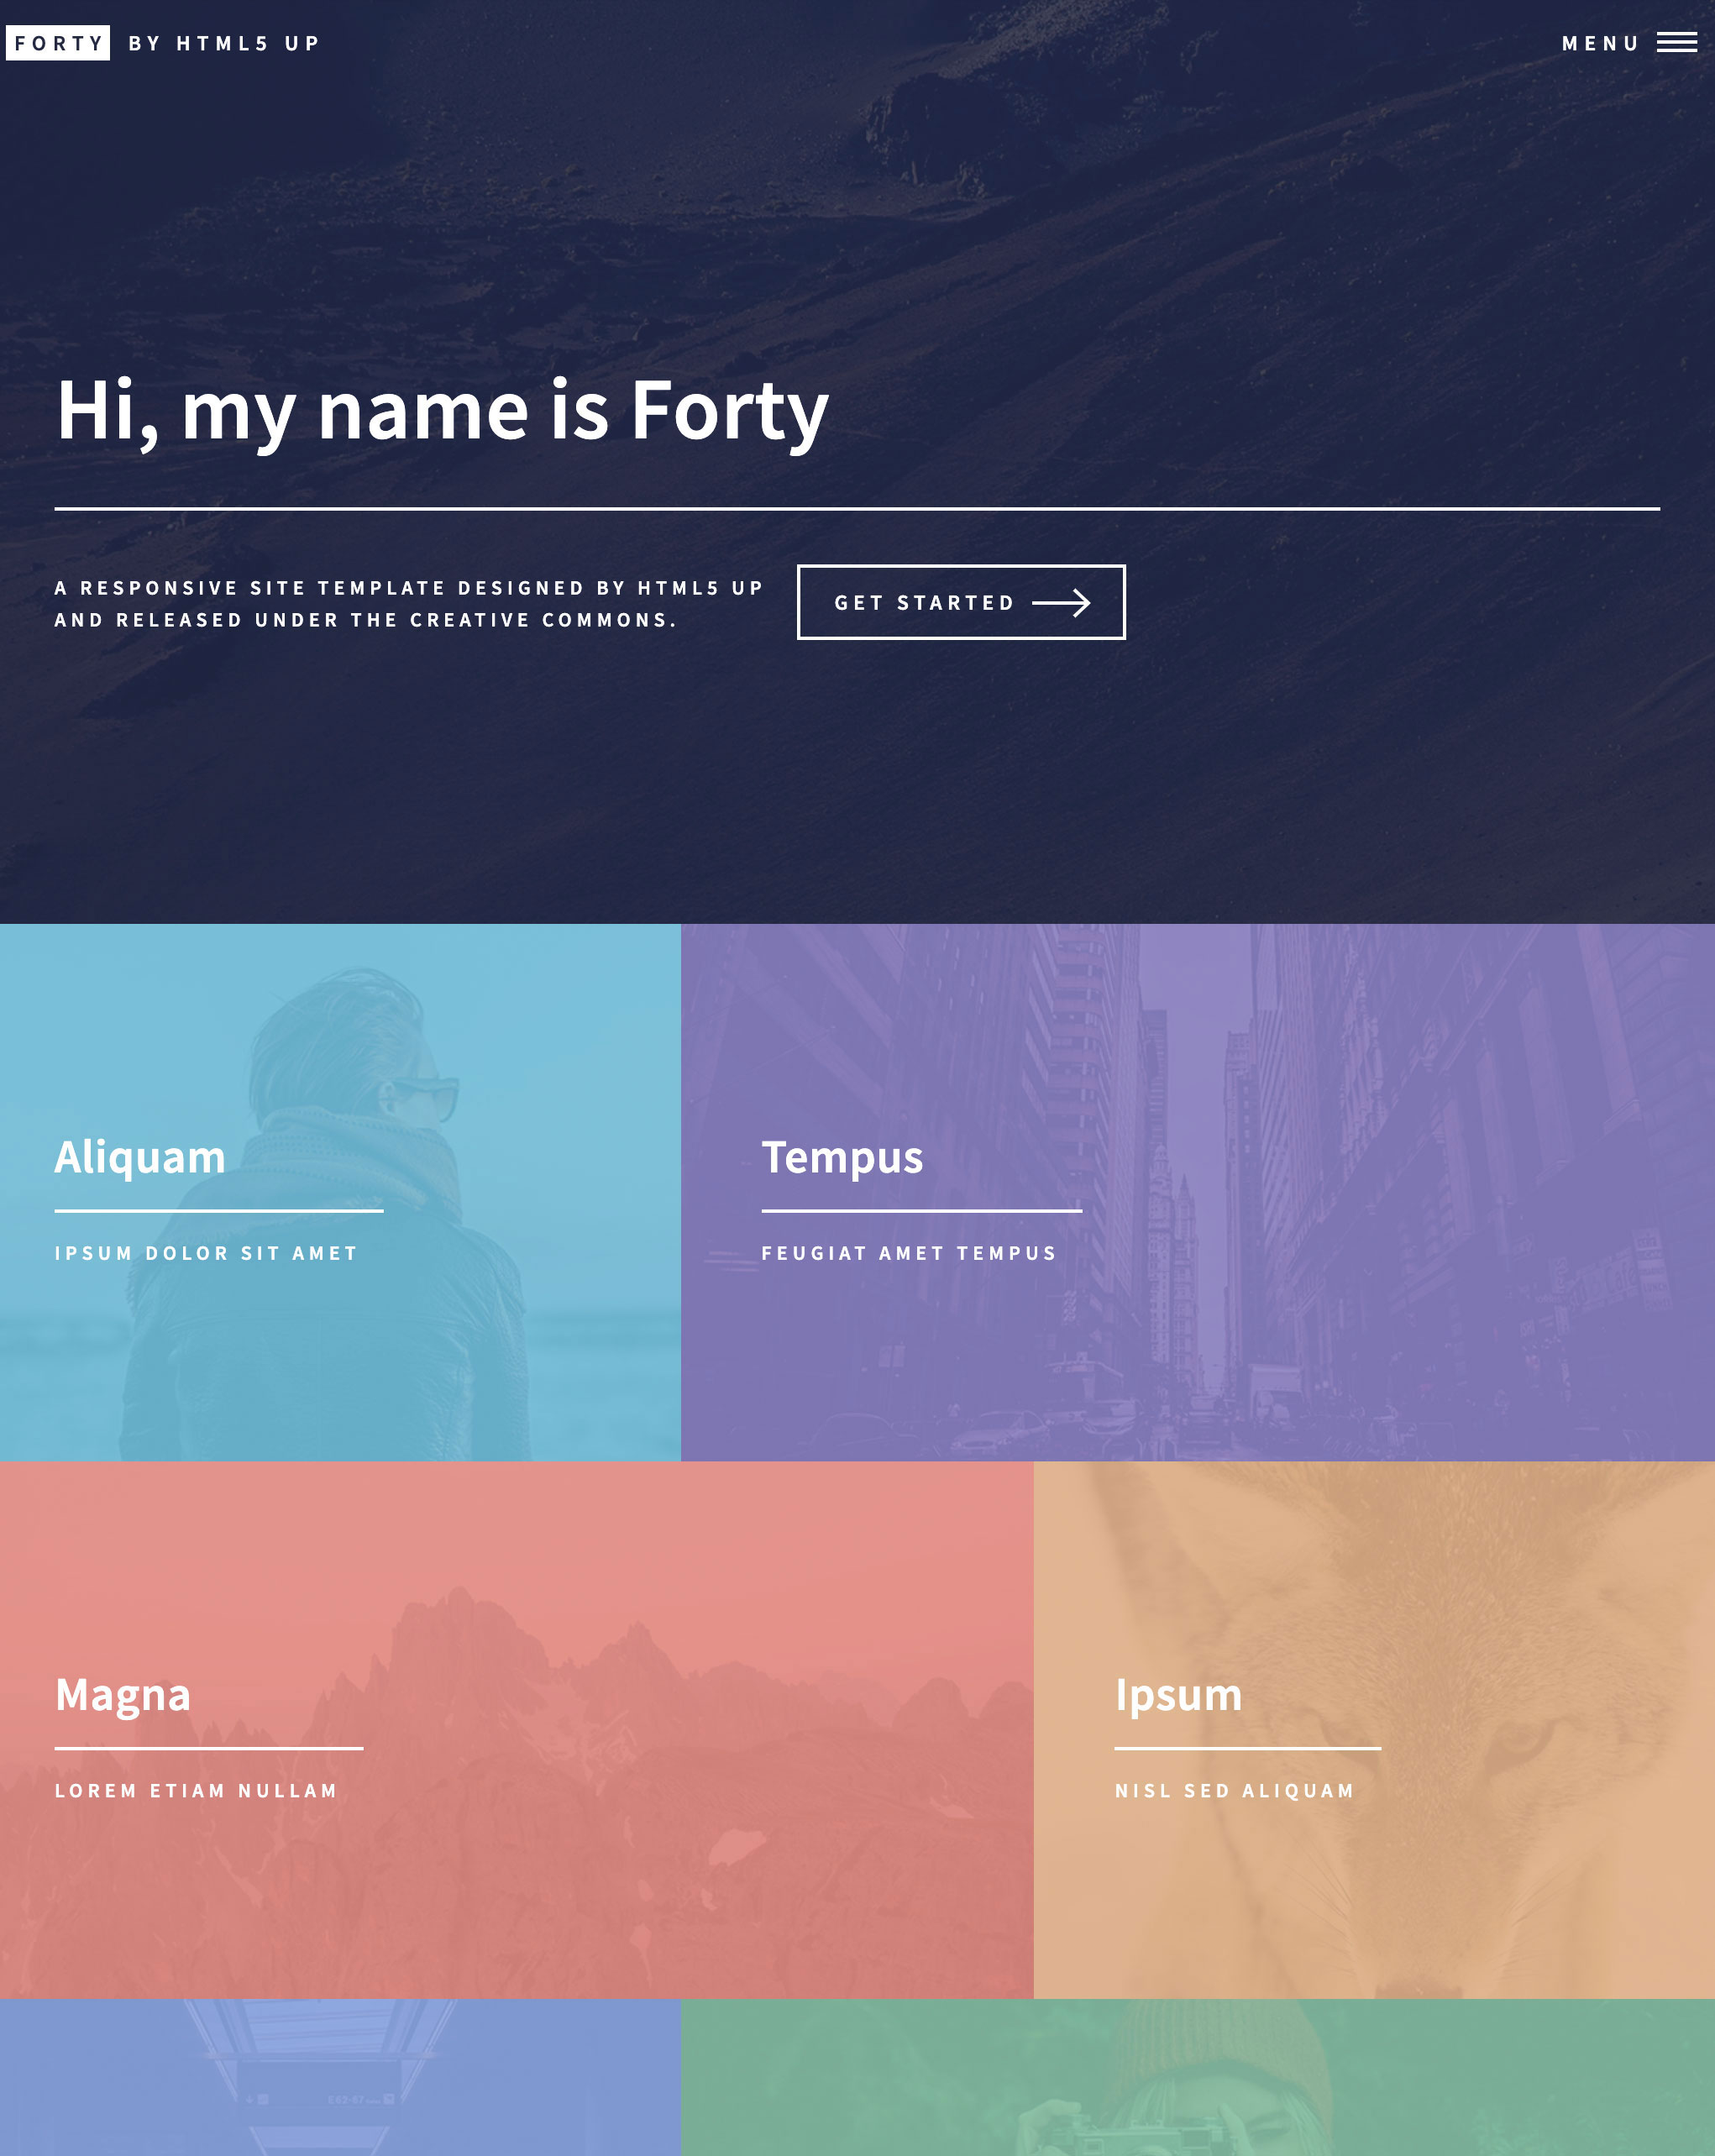 FORTY BY HTML5 UP
MENU
Hi, my name is Forty
A RESPONSIVE SITE TEMPLATE DESIGNED BY HTML5 UP
AND RELEASED UNDER THE CREATIVE COMMONS.
GET STARTED
Aliquam
IPSUM DOLOR SIT AMET
Tempus
FEUGIAT AMET TEMPUS
Magna
LOREM ETIAM NULLAM
Ipsum
NISL SED ALIQUAM